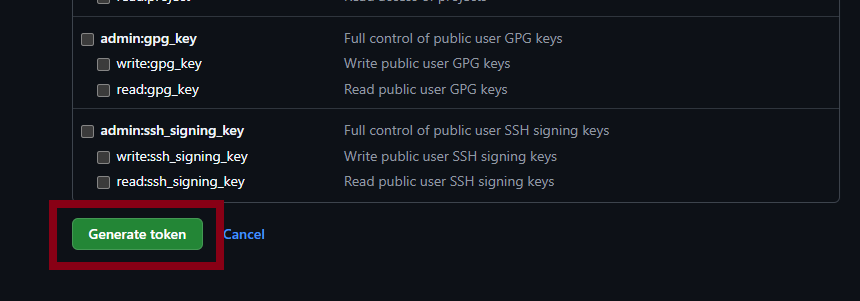 read:project Read access of projects
admin:gpg_key Full control of public user GPG keys
write:gpg_key Write public user GPG keys
read:gpg_key Read public user GPG keys
admin:ssh_signing_key Full control of public user SSH signing keys
write:ssh_signing_key Write public user SSH signing keys
read:ssh_signing_key Read public user SSH signing keys
Generate token Cancel